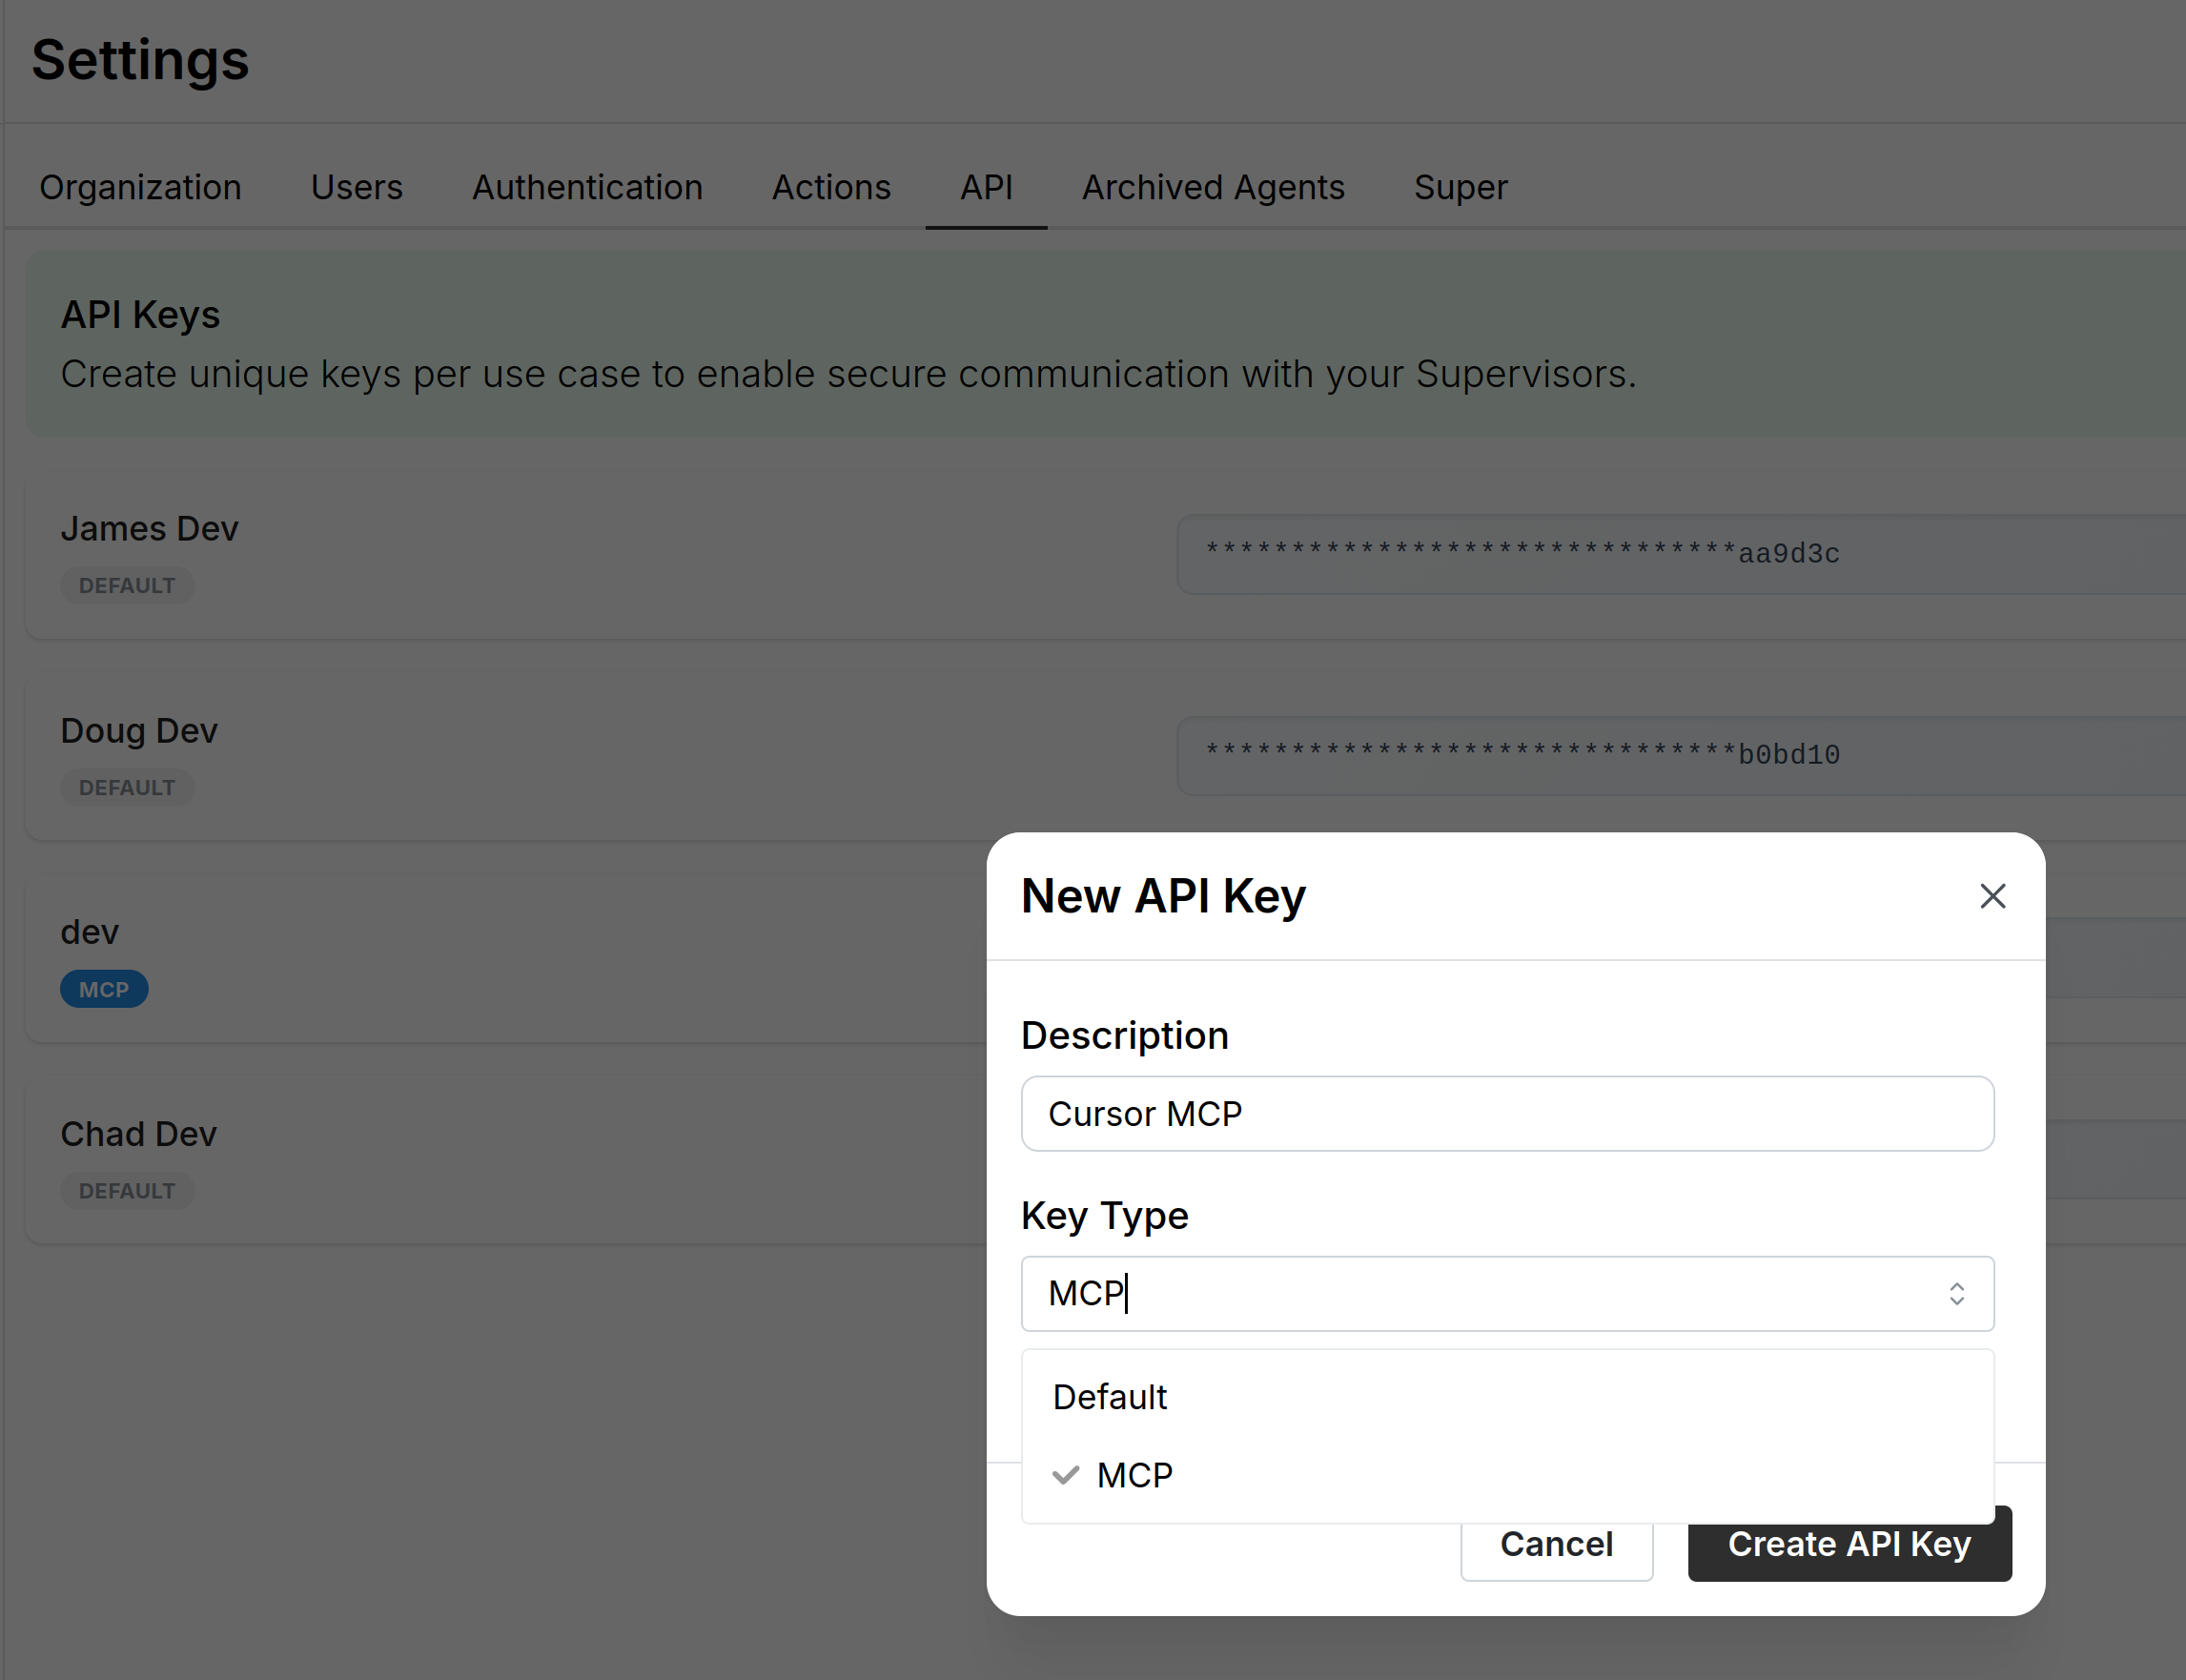 Settings
Organization Users Authentication Actions API Archived Agents Super
API Keys
Create unique keys per use case to enable secure communication with your Supervisors.
James Dev
DEFAULT
*******************************aa9d3c
Doug Dev
DEFAULT
*******************************b0bd10
dev
MCP
Chad Dev
DEFAULT
New API Key
Description
Cursor MCP
Key Type
MCP
Default
MCP
Cancel Create API Key